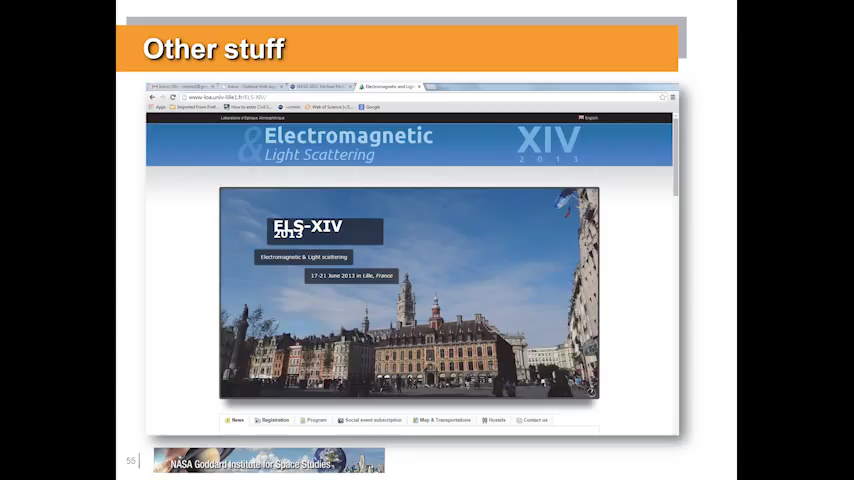 Other stuff
Electromagnetic and Ligh
www-loa.univ-lille1.fr/ELS-XIV/
Apps
Imported From Firef...
How to enter Civil S...
Web of Science [v.5...
Google
Laboratoire d'Optique Atmosphérique
English
& Electromagnetic
Light Scattering
XIV
2013
ELS-XIV
2013
Electromagnetic & Light scattering
17-21 June 2013 in Lille, France
News
Registration
Program
Social event subscription
Map & Transportations
Hostels
Contact us
55
NASA Goddard Institute for Space Studies